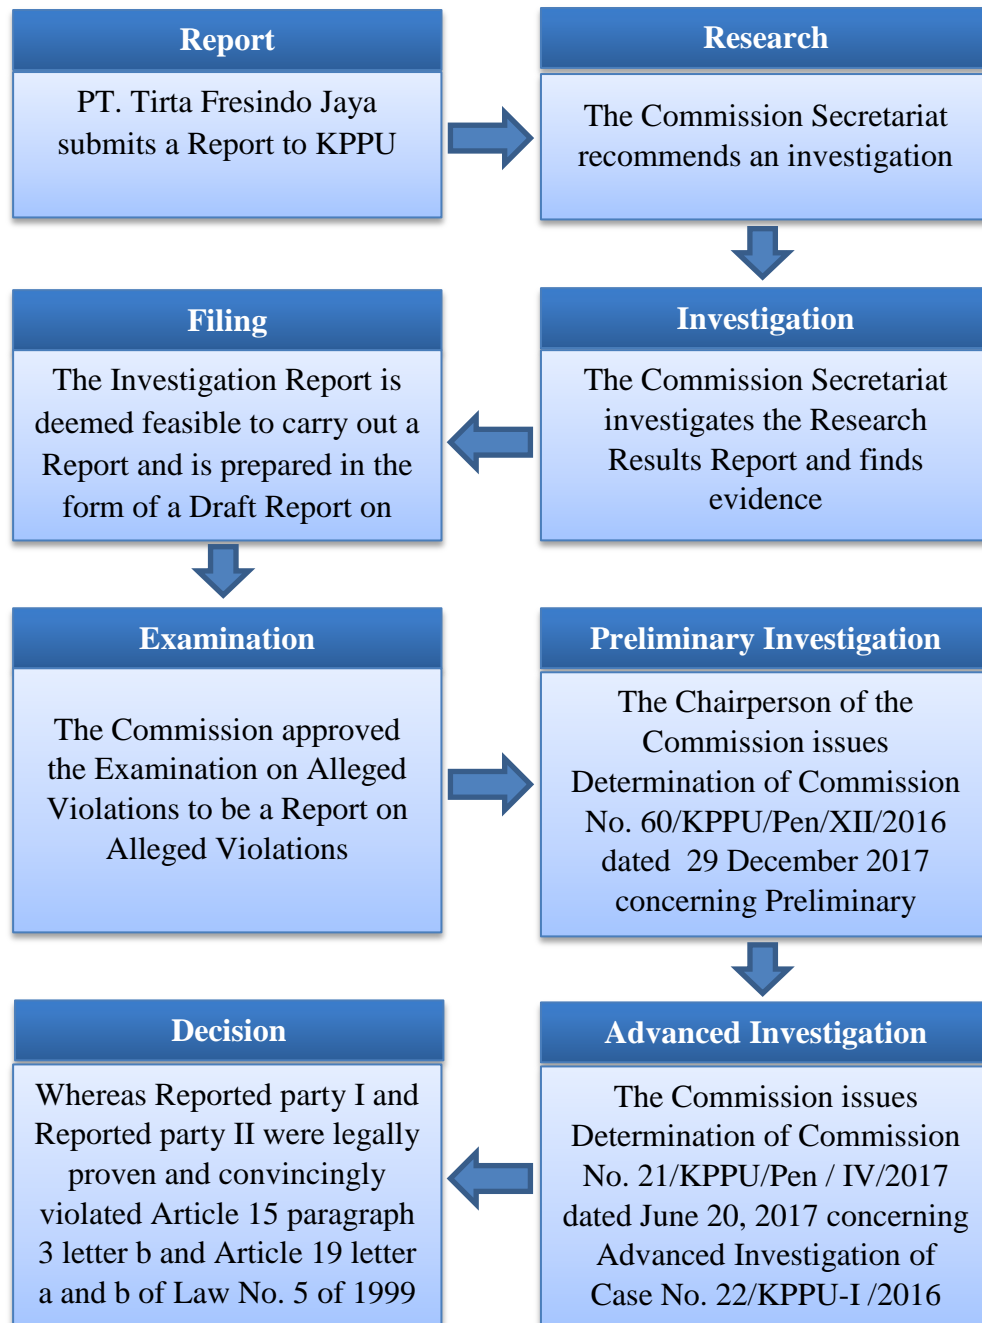 Report
PT. Tirta Fresindo Jaya
submits a Report to KPPU
Research
The Commission Secretariat
recommends an investigation
Investigation
The Commission Secretariat
investigates the Research
Results Report and finds
evidence
Filing
The Investigation Report is
deemed feasible to carry out a
Report and is prepared in the
form of a Draft Report on
Examination
The Commission approved
the Examination on Alleged
Violations to be a Report on
Alleged Violations
Preliminary Investigation
The Chairperson of the
Commission issues
Determination of Commission
No. 60/KPPU/Pen/XII/2016
dated  29 December 2017
concerning Preliminary
Advanced Investigation
The Commission issues
Determination of Commission
No. 21/KPPU/Pen / IV/2017
dated June 20, 2017 concerning
Advanced Investigation of
Case No. 22/KPPU-I /2016
Decision
Whereas Reported party I and
Reported party II were legally
proven and convincingly
violated Article 15 paragraph
3 letter b and Article 19 letter
a and b of Law No. 5 of 1999